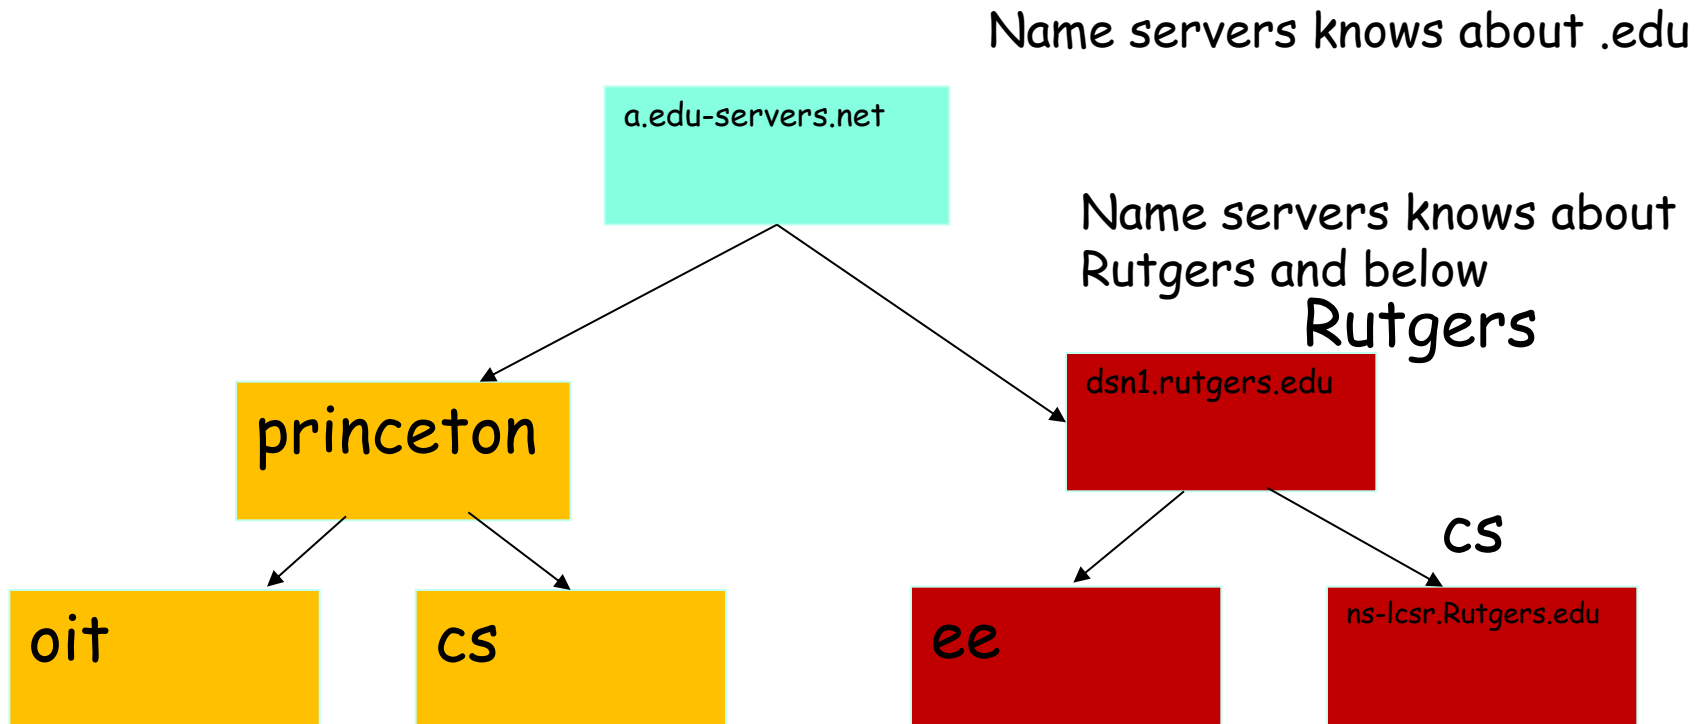 Name servers knows about .edu
a.edu-servers.net
Name servers knows about
Rutgers and below
Rutgers
dsn1.rutgers.edu
princeton
cs
oit
cs
ee
ns-lcsr.Rutgers.edu